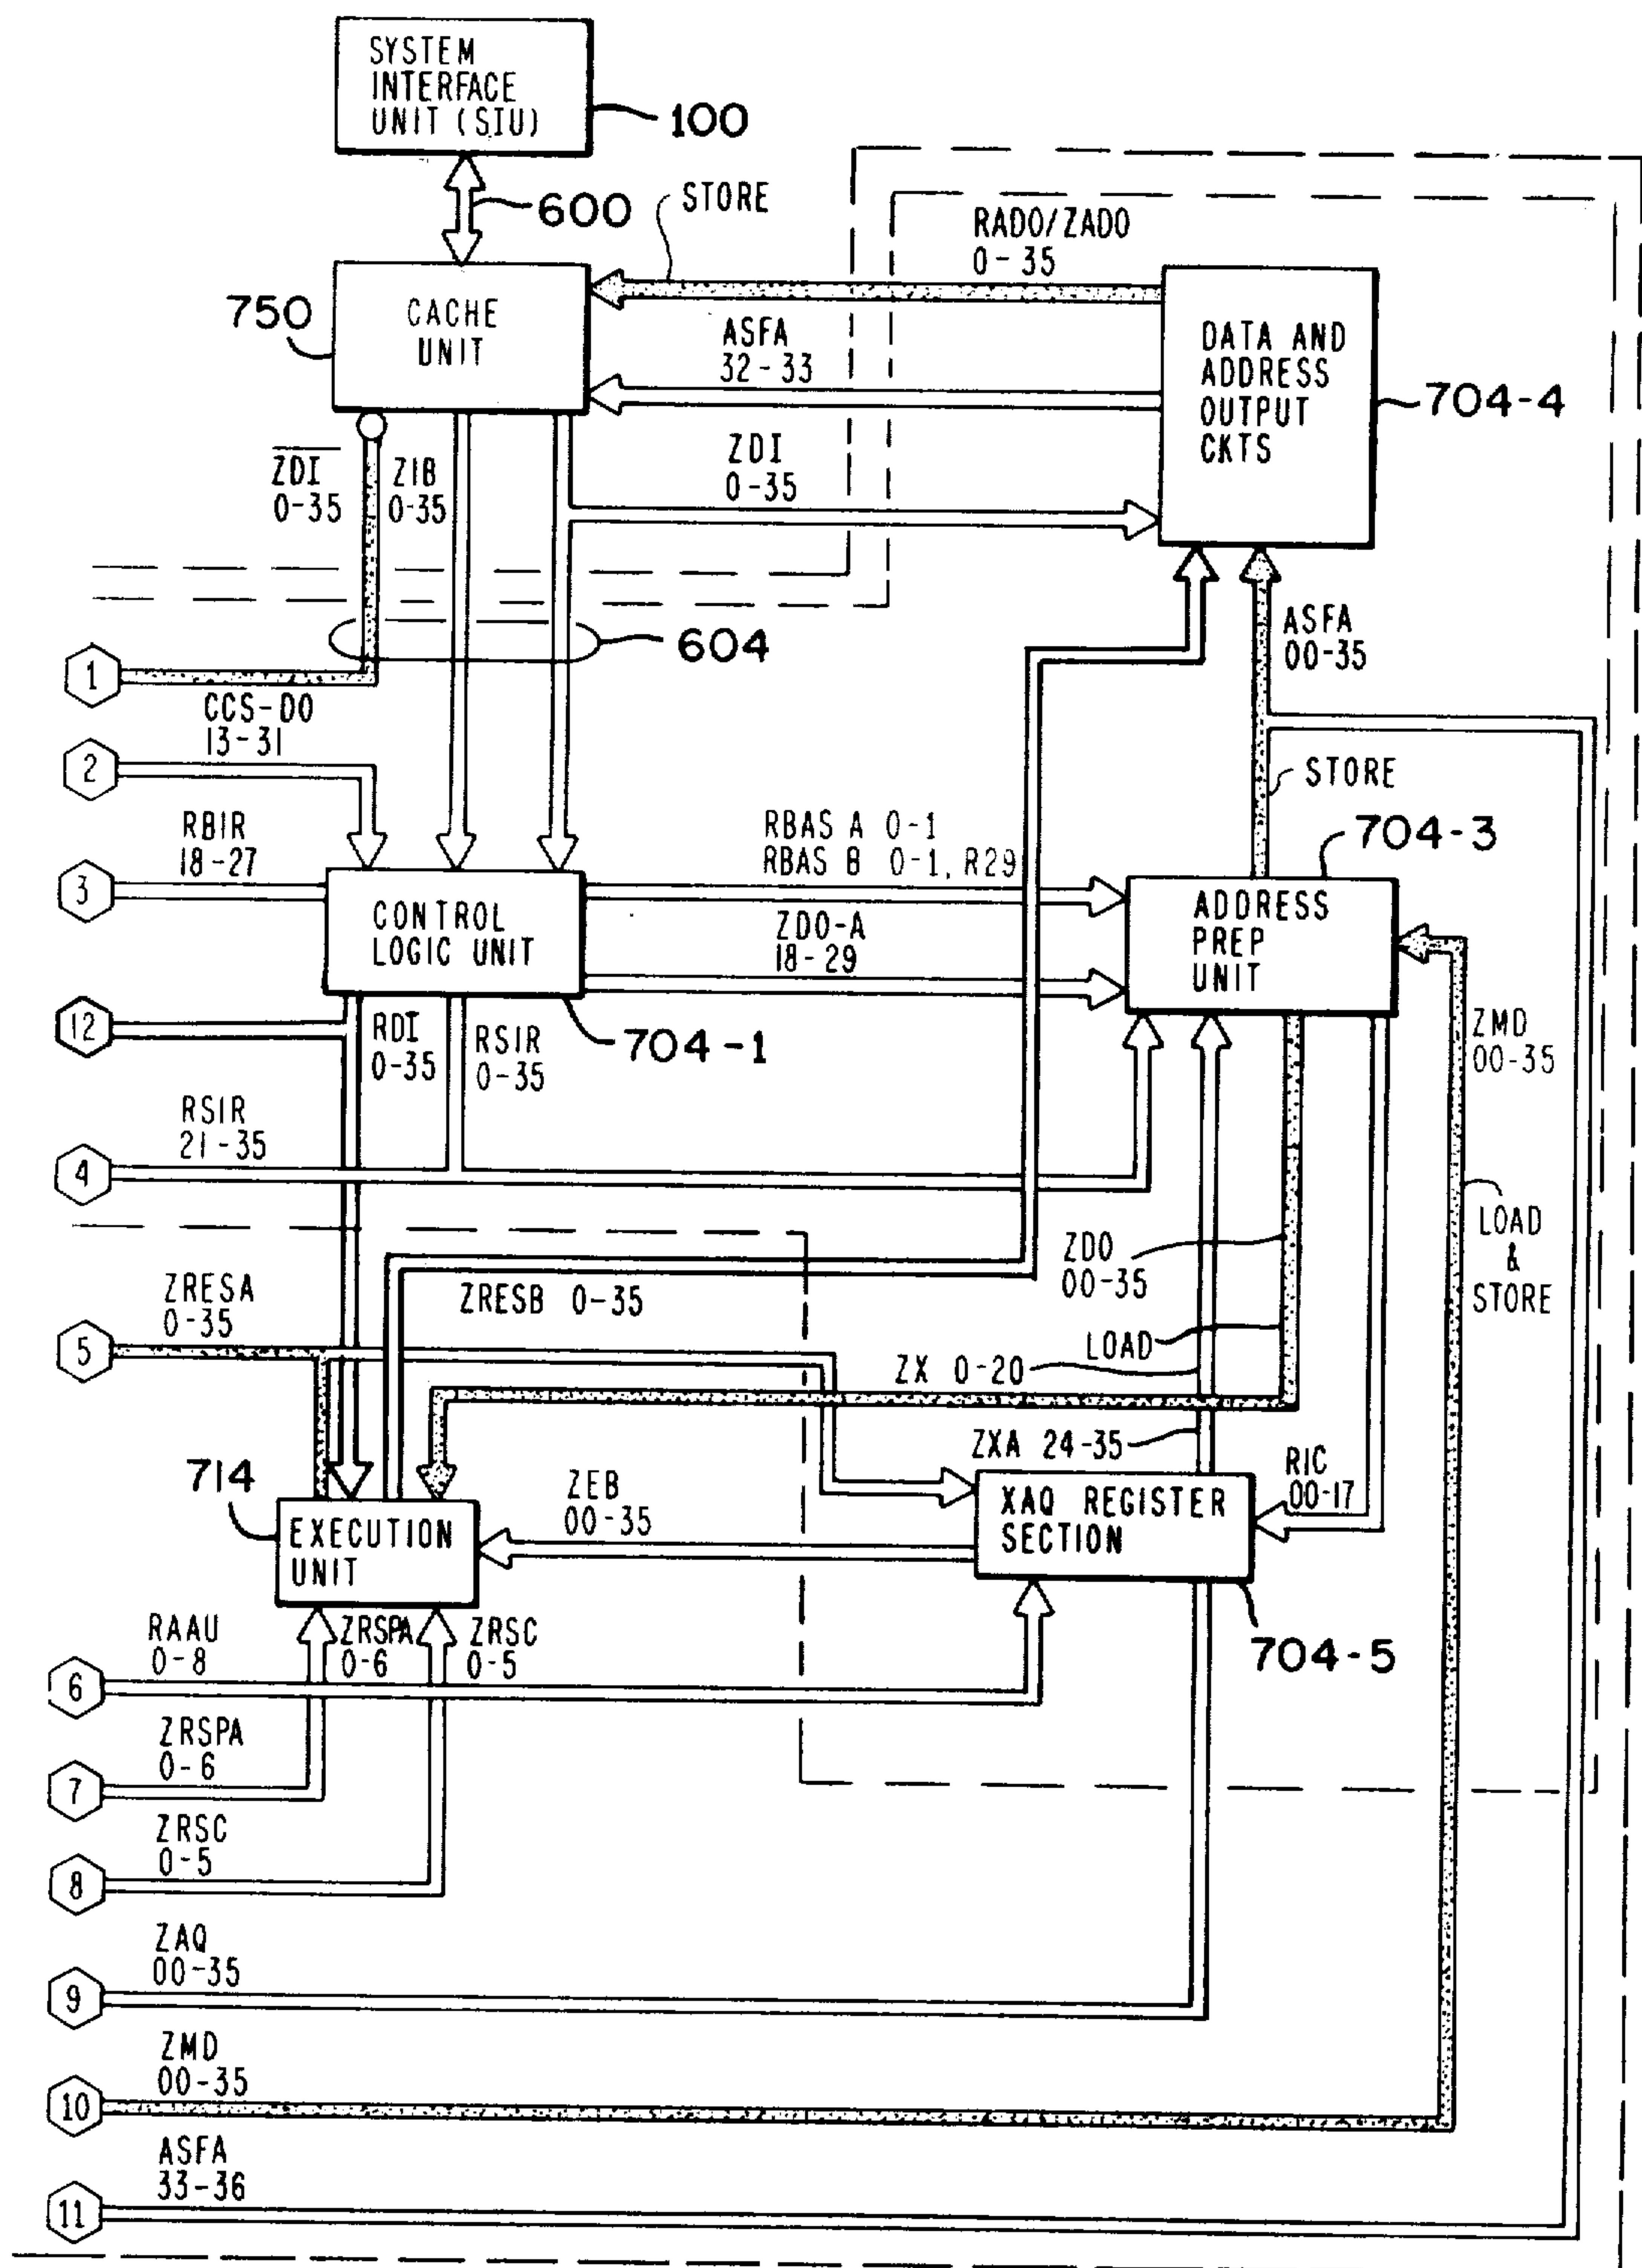 SYSTEM
INTERFACE
UNIT (SIU)
100
600
STORE
RADO/ZADO
0-35
750
CACHE
UNIT
ASFA
32-33
DATA AND
ADDRESS
OUTPUT
CKTS
704-4
ZDI
0-35
ZIB
0-35
ZDI
0-35
604
ASFA
00-35
1
CCS-DO
13-31
2
STORE
RBIR
18-27
3
RBAS A 0-1
RBAS B 0-1, R29
704-3
CONTROL
LOGIC UNIT
ZDO-A
18-29
ADDRESS
PREP
UNIT
12
RDI
0-35
RSIR
0-35
704-1
ZMD
00-35
RSIR
21-35
4
LOAD
&
STORE
ZDO
00-35
ZRESA
0-35
ZRESB 0-35
5
LOAD
ZX 0-20
ZXA 24-35
RIC
00-17
714
EXECUTION
UNIT
ZEB
00-35
XAQ REGISTER
SECTION
704-5
RAAU
0-8
ZRSPA
0-6
ZRSC
0-5
6
ZRSPA
0-6
7
ZRSC
0-5
8
ZAQ
00-35
9
ZMD
00-35
10
ASFA
33-36
11